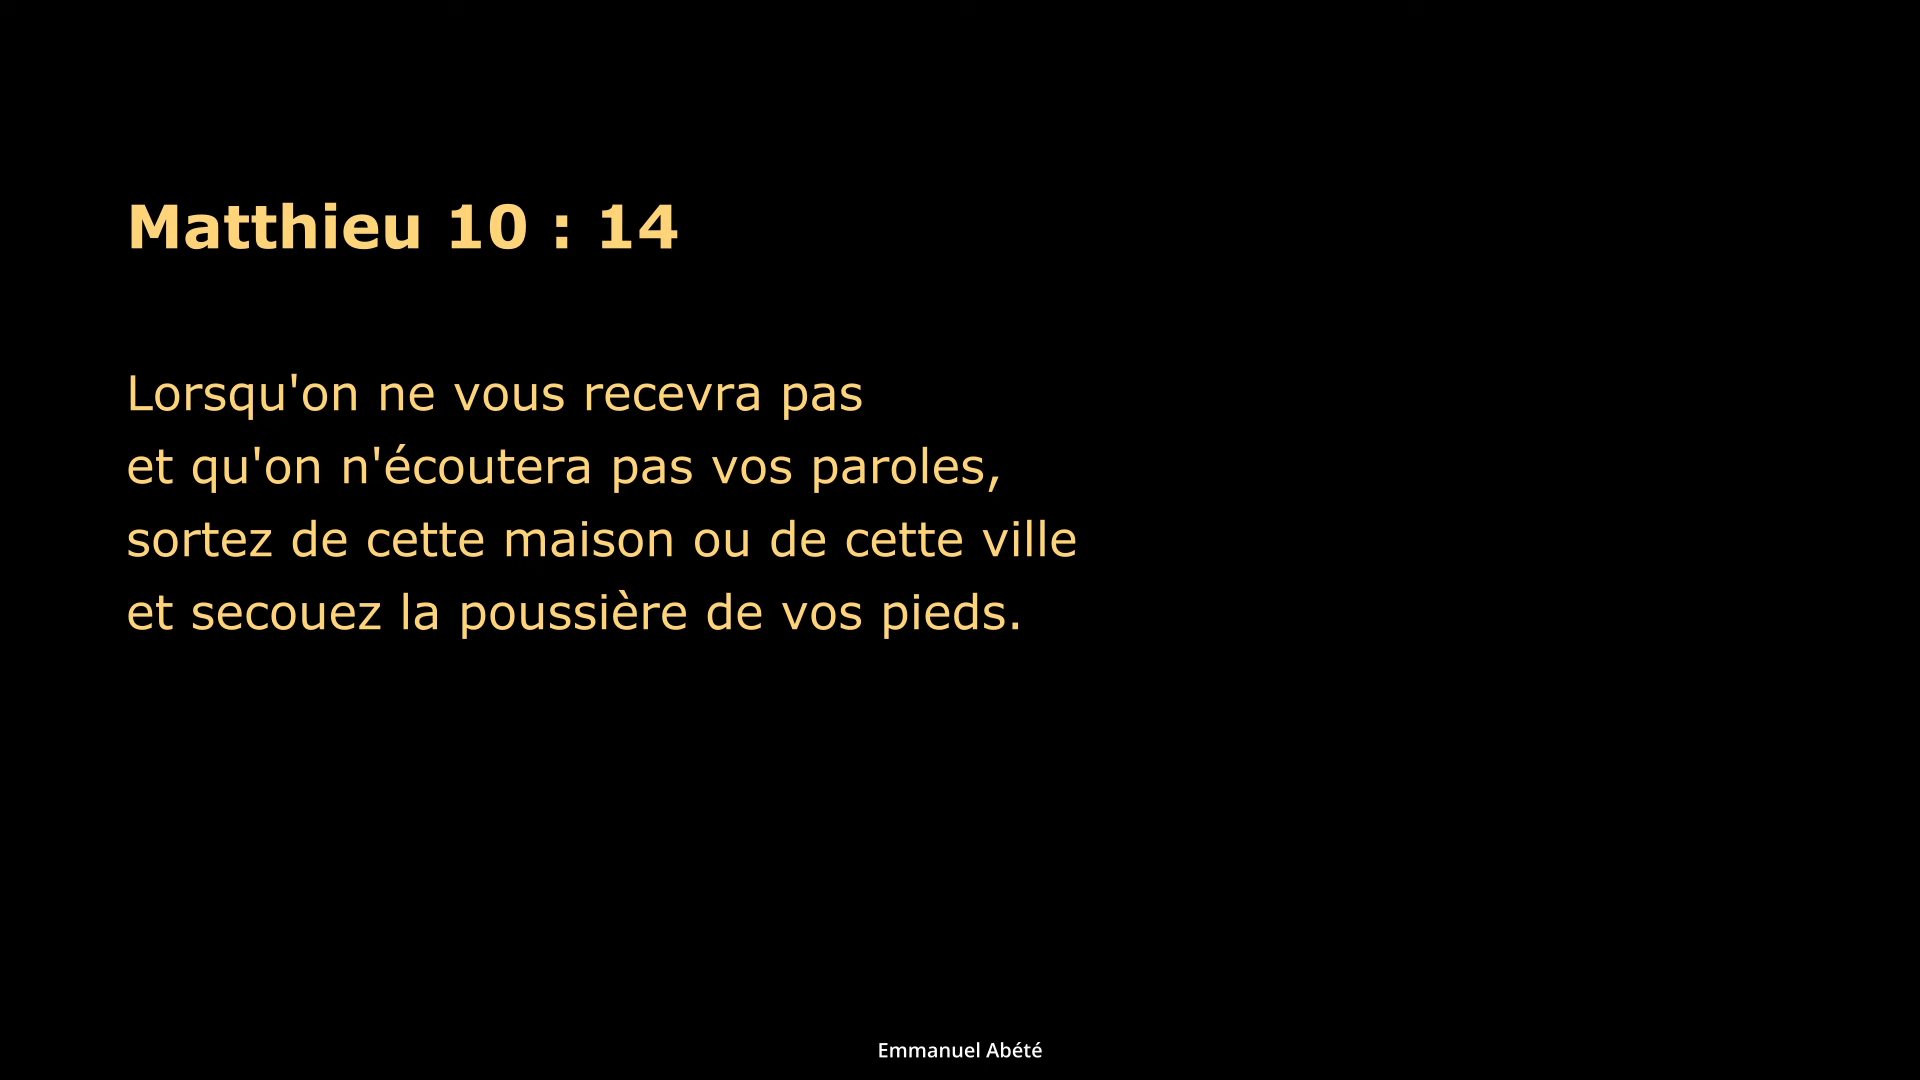 Matthieu 10 : 14
Lorsqu'on ne vous recevra pas
et qu'on n'écoutera pas vos paroles,
sortez de cette maison ou de cette ville
et secouez la poussière de vos pieds.
Emmanuel Abété